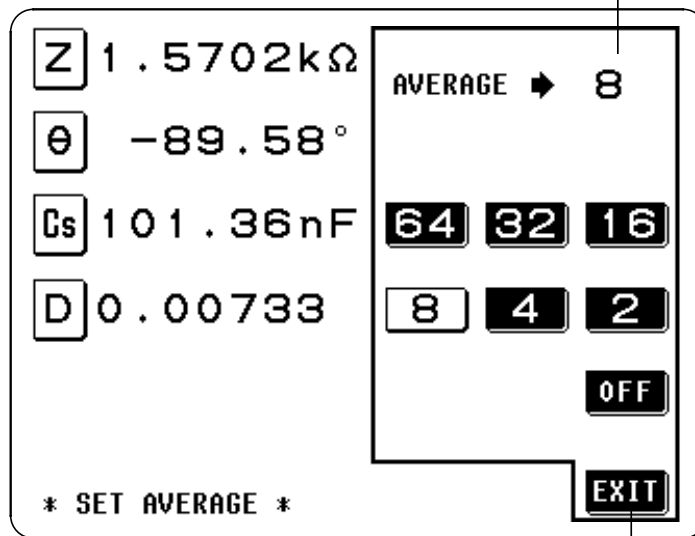 Z 1.5702kΩ
θ -89.58°
Cs 101.36nF
D 0.00733
* SET AVERAGE *
AVERAGE ➧ 8
64 32 16
8 4 2
OFF
EXIT